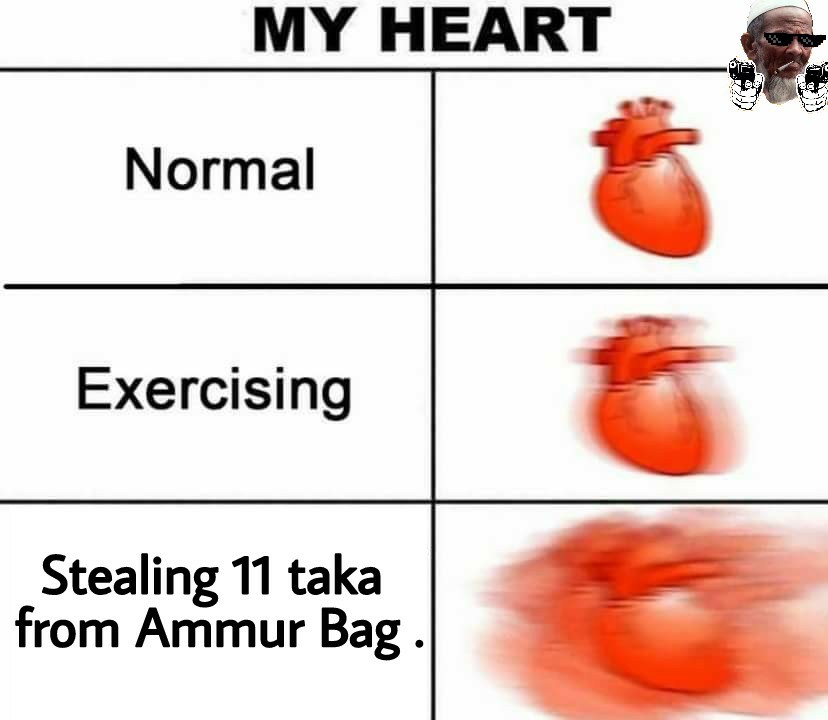 MY HEART
Normal
Exercising
Stealing 11 taka
from Ammur Bag .